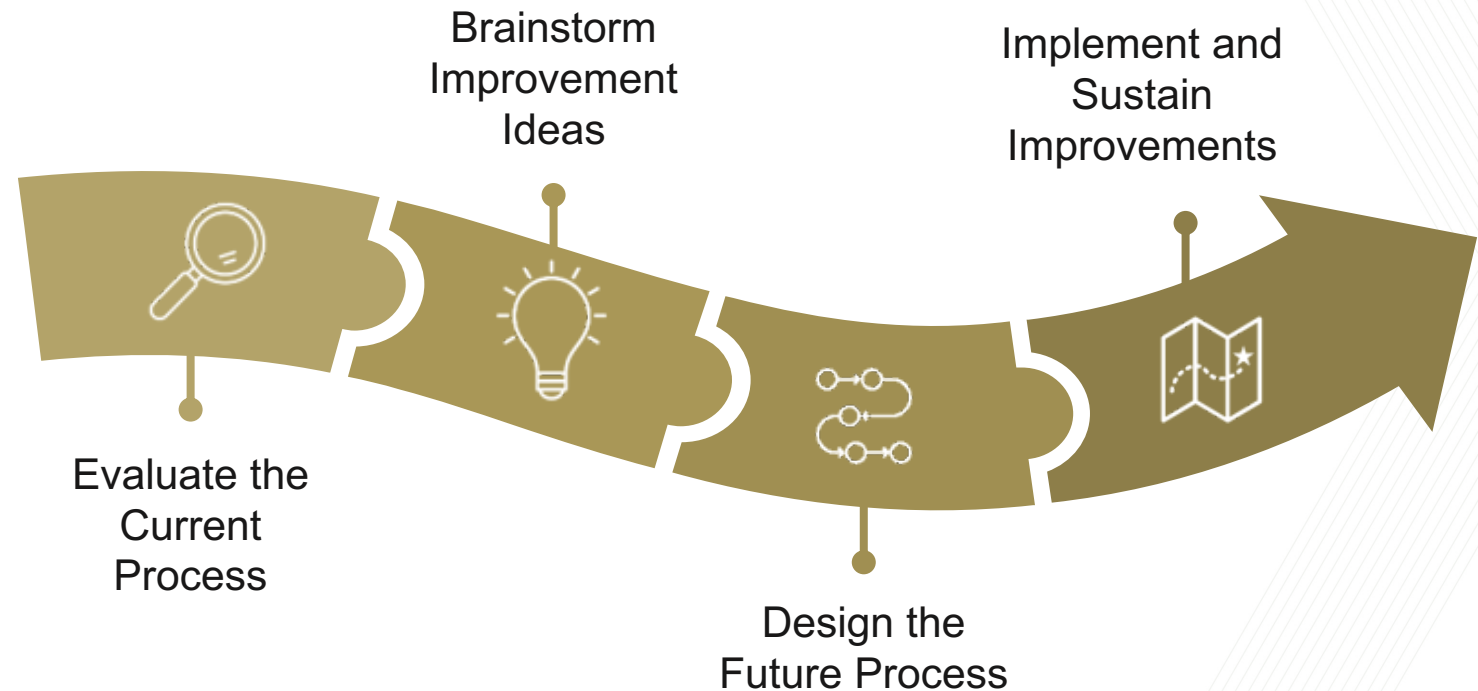 Evaluate the
Current
Process
Brainstorm
Improvement
Ideas
Design the
Future Process
Implement and
Sustain
Improvements